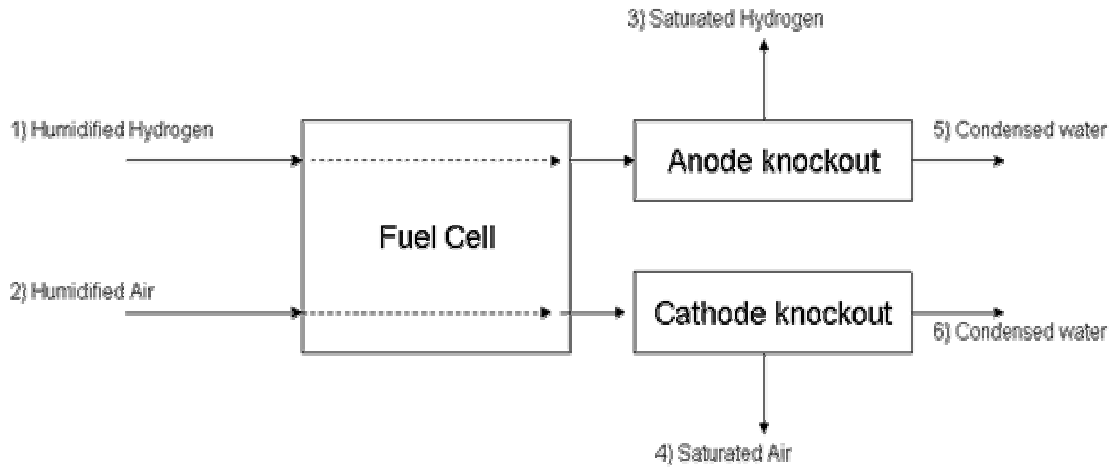 3) Saturated Hydrogen
1) Humidified Hydrogen
5) Condensed water
Anode knockout
Fuel Cell
2) Humidified Air
Cathode knockout
6) Condensed water
4) Saturated Air